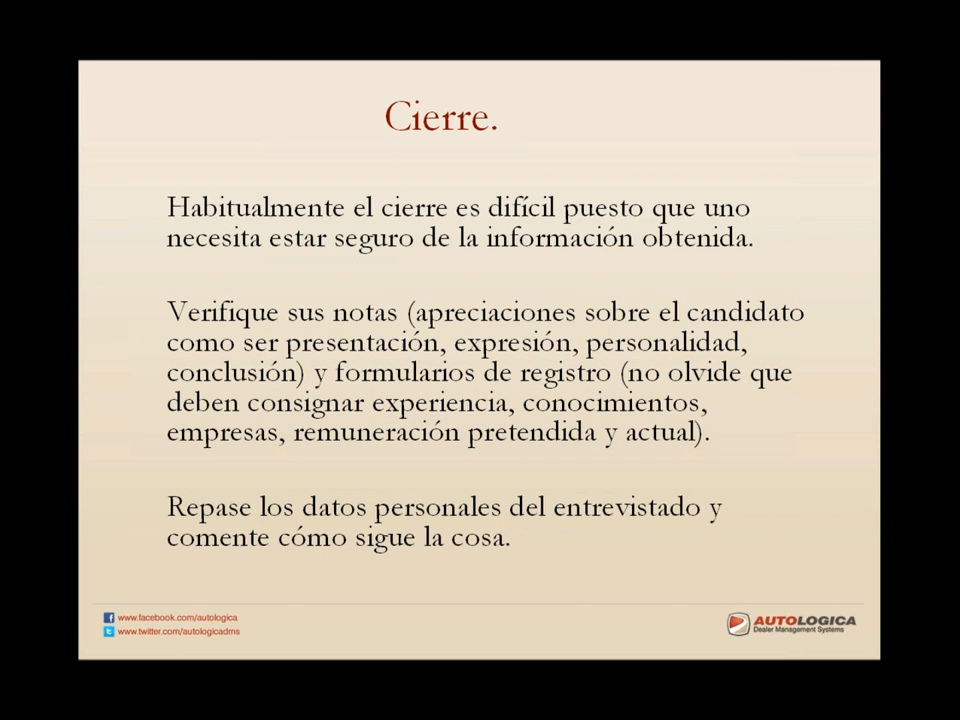 Cierre.
Habitualmente el cierre es difícil puesto que uno
necesita estar seguro de la información obtenida.
Verifique sus notas (apreciaciones sobre el candidato
como ser presentación, expresión, personalidad,
conclusión) y formularios de registro (no olvide que
deben consignar experiencia, conocimientos,
empresas, remuneración pretendida y actual).
Repase los datos personales del entrevistado y
comente cómo sigue la cosa.
www.facebook.com/autologica
www.twitter.com/autologicadms
AUTOLOGICA
Dealer Management Systems